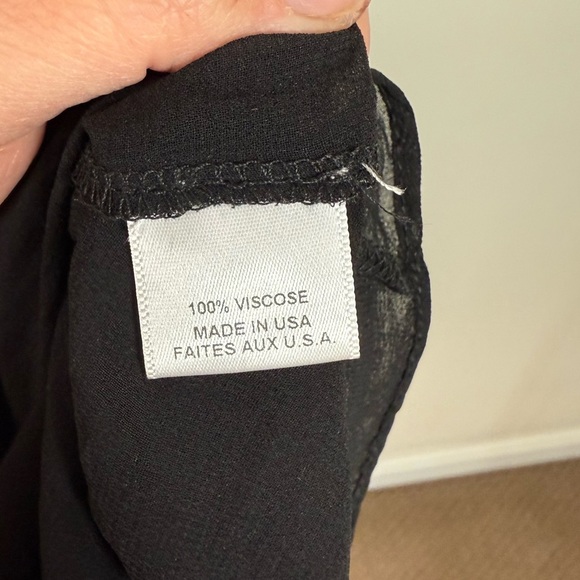 100% VISCOSE
MADE IN USA
FAITES AUX U.S.A.